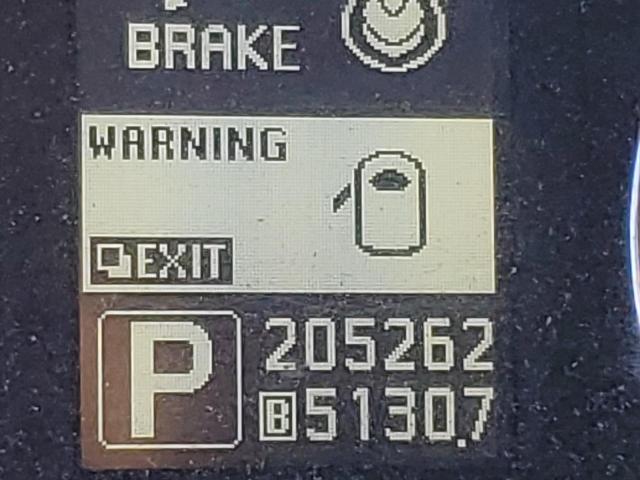 BRAKE
WARNING
EXIT
P
205262
B 5130.7